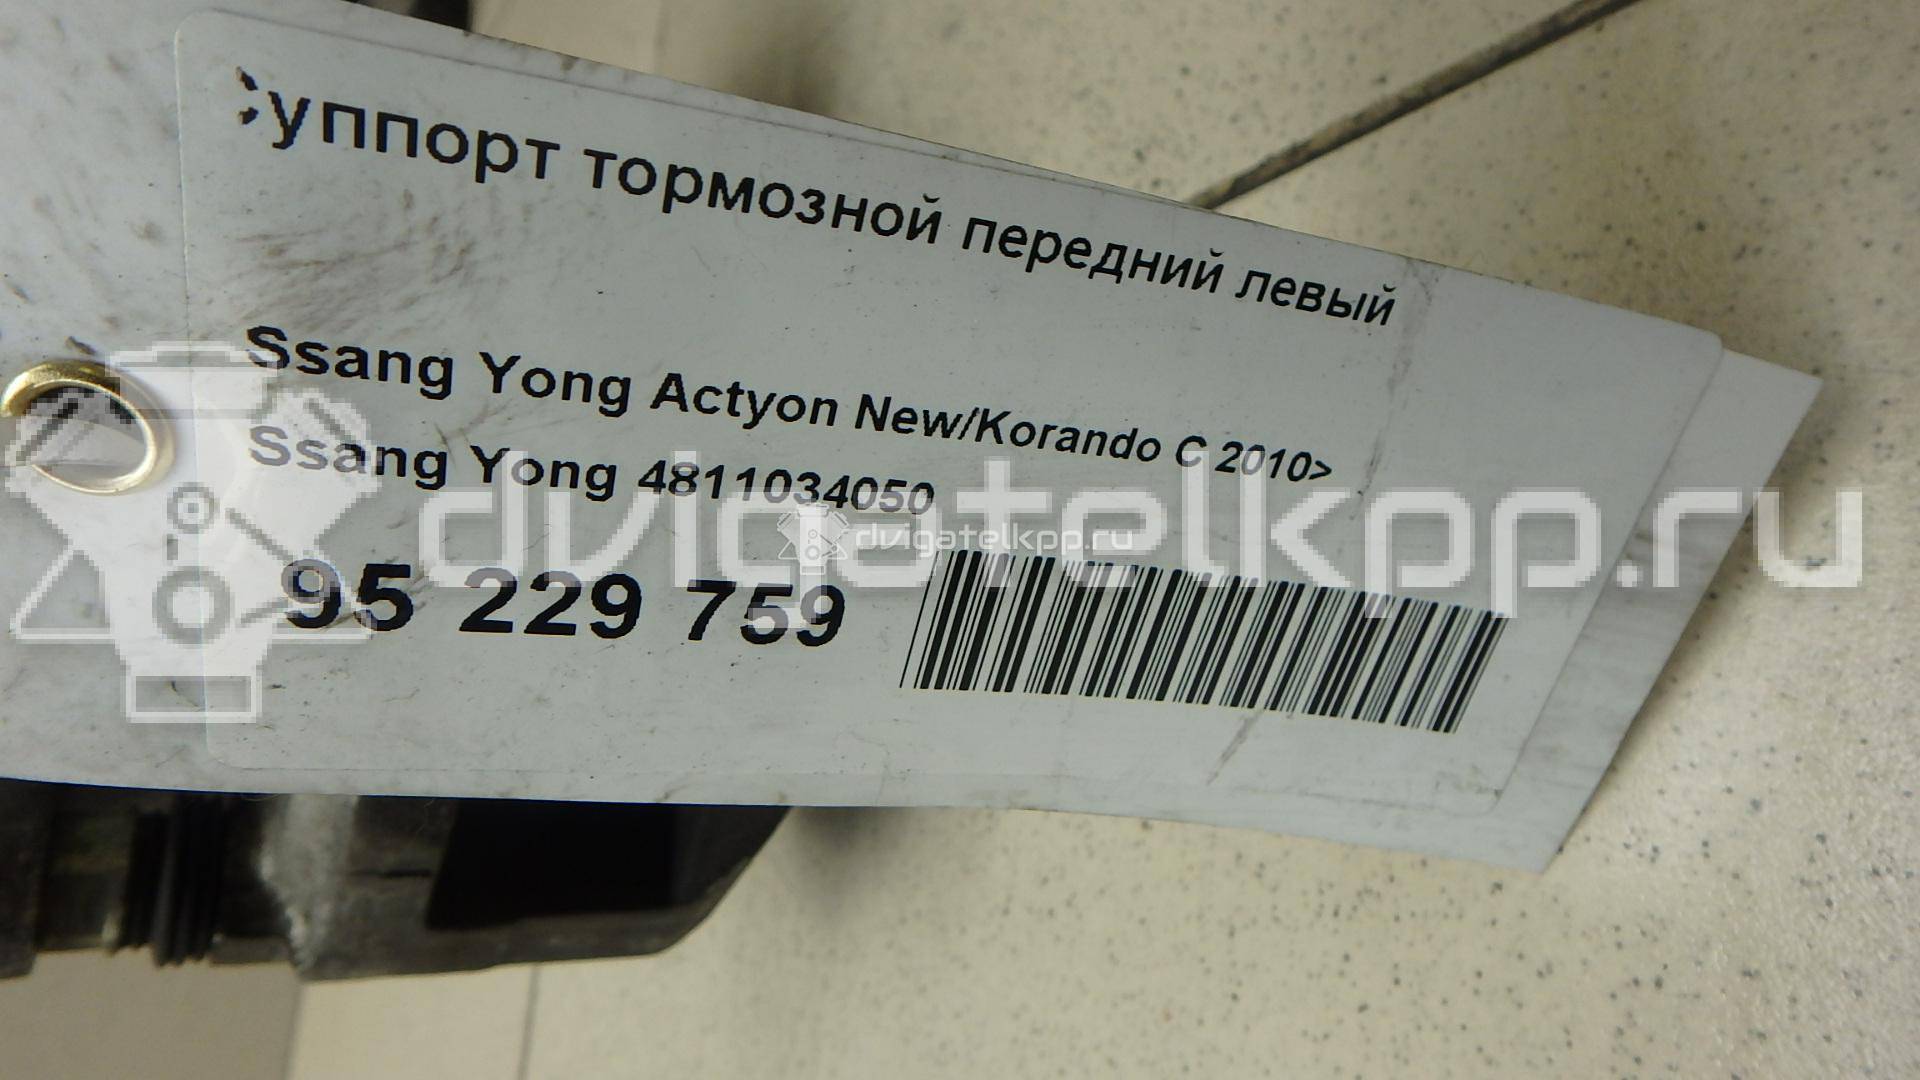 Суппорт тормозной передний левый
Ssang Yong Actyon New/Korando C 2010>
Ssang Yong 4811034050
95 229 759
dvigatelkpp.ru
dvigatelkpp.ru